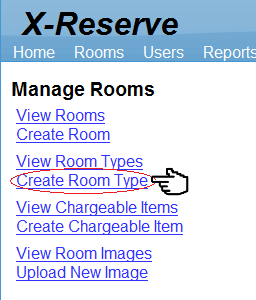 X-Reserve
Home Rooms Users Reports
Manage Rooms
View Rooms
Create Room
View Room Types
Create Room Type
View Chargeable Items
Create Chargeable Item
View Room Images
Upload New Image